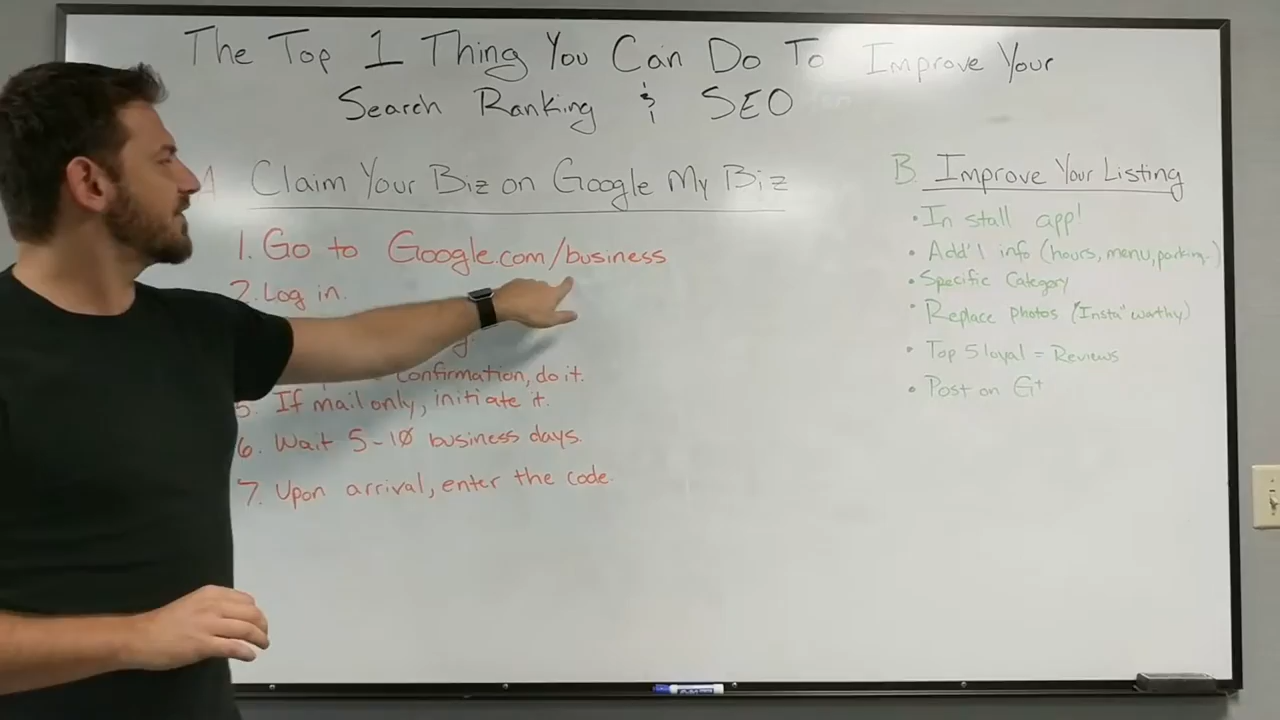 The Top 1 Thing You Can Do To Improve Your
Search Ranking & SEO
A Claim Your Biz on Google My Biz
1. Go to Google.com/business
2. Log in.
confirmation, do it.
5. If mail only, initiate it.
6. Wait 5-10 business days.
7. Upon arrival, enter the code.
B. Improve Your Listing
• Install app!
• Add'l info (hours, menu, parking..)
• Specific Category
• Replace photos ("Insta" worthy)
• Top 5 loyal = Reviews
• Post on G+